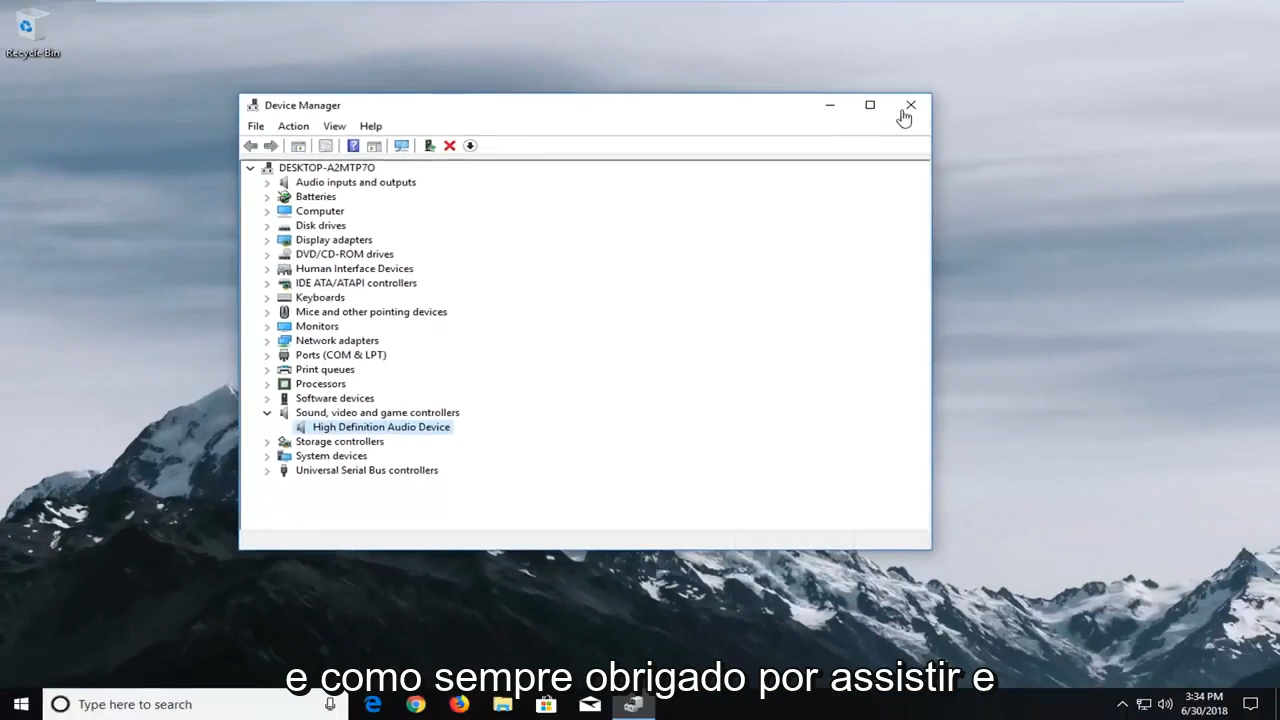 Recycle Bin
Device Manager
File Action View Help
DESKTOP-A2MTP7O
Audio inputs and outputs
Batteries
Computer
Disk drives
Display adapters
DVD/CD-ROM drives
Human Interface Devices
IDE ATA/ATAPI controllers
Keyboards
Mice and other pointing devices
Monitors
Network adapters
Ports (COM & LPT)
Print queues
Processors
Software devices
Sound, video and game controllers
High Definition Audio Device
Storage controllers
System devices
Universal Serial Bus controllers
e como sempre obrigado por assistir e
Type here to search
3:34 PM
6/30/2018